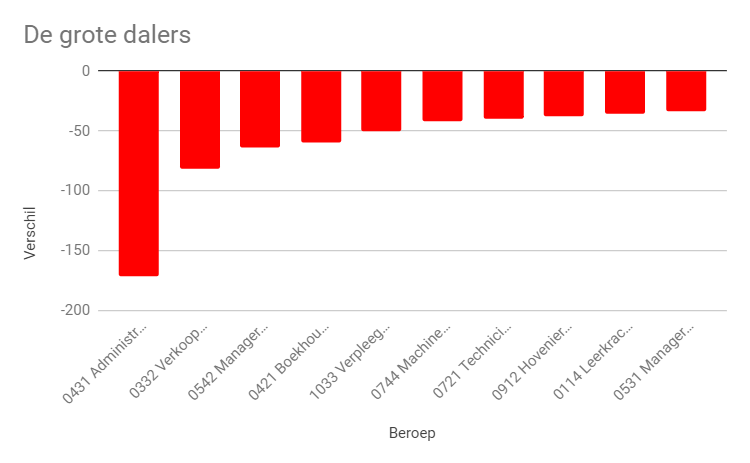 De grote dalers
0
-50
-100
-150
-200
Verschil
0431 Administr...
0332 Verkoop...
0542 Manager...
0421 Boekhou...
1033 Verpleeg...
0744 Machine...
0721 Technici...
0912 Hovenier...
0114 Leerkrac...
0531 Manager...
Beroep